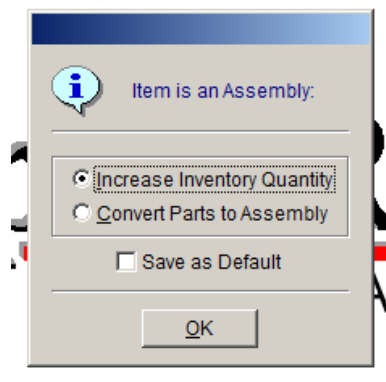 Item is an Assembly:
Increase Inventory Quantity
Convert Parts to Assembly
Save as Default
OK